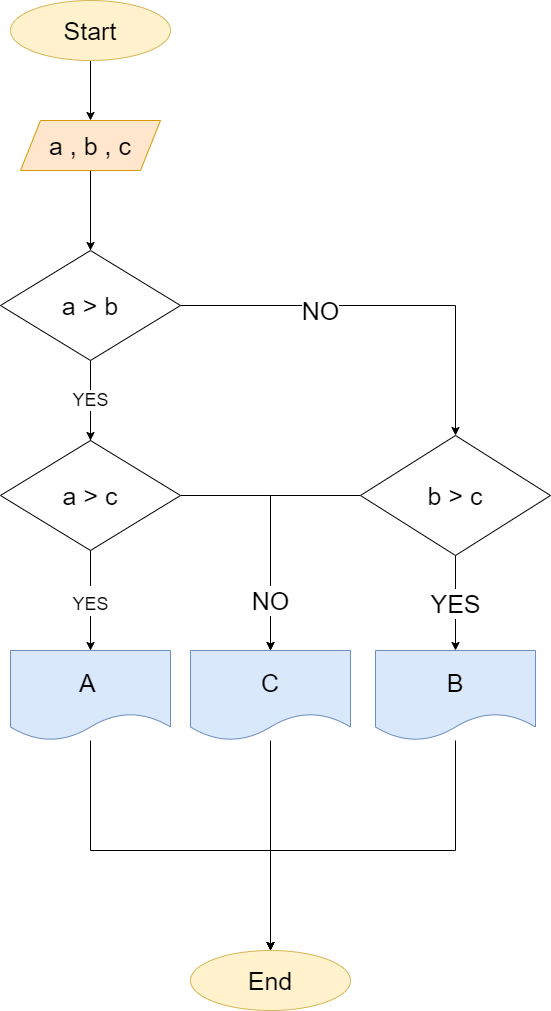 Start
a , b , c
a > b
NO
YES
a > c
b > c
YES
NO
YES
A
C
B
End